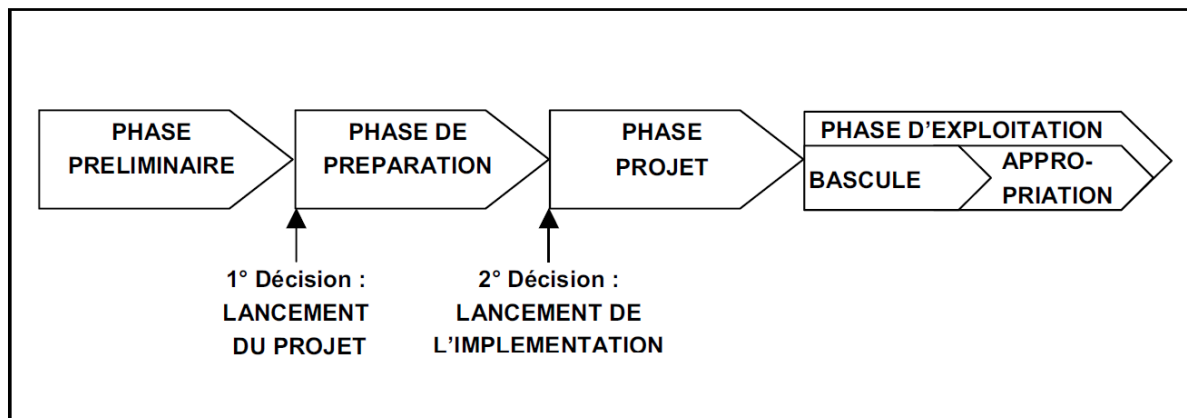 PHASE
PRELIMINAIRE
PHASE DE
PREPARATION
PHASE
PROJET
PHASE D’EXPLOITATION
BASCULE
APPRO-
PRIATION
1° Décision :
LANCEMENT
DU PROJET
2° Décision :
LANCEMENT DE
L’IMPLEMENTATION